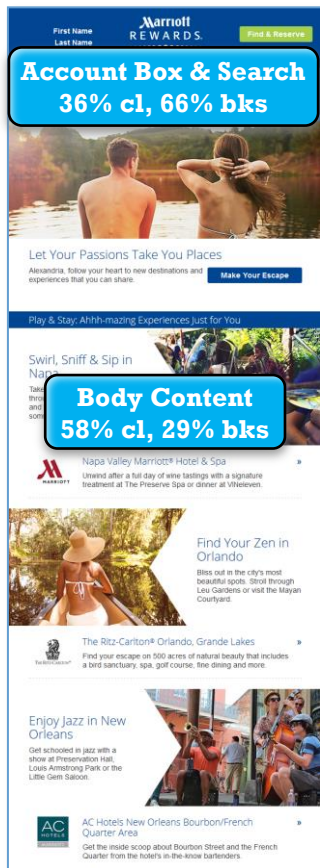 First Name
Last Name
Marriott
REWARDS.
Find & Reserve
Account Box & Search
36% cl, 66% bks
Let Your Passions Take You Places
Alexandria, follow your heart to new destinations and
experiences that you can share.
Make Your Escape
Play & Stay: Ahhh-mazing Experiences Just for You
Swirl, Sniff & Sip in
Napa
Body Content
58% cl, 29% bks
MARRIOTT
Napa Valley Marriott® Hotel & Spa
»
Unwind after a full day of wine tastings with a signature
treatment at The Preserve Spa or dinner at VINeleven.
Find Your Zen in
Orlando
Bliss out in the city's most
beautiful spots. Stroll through
Leu Gardens or visit the Mayan
Courtyard.
THE RITZ-CARLTON®
The Ritz-Carlton® Orlando, Grande Lakes
»
Find your escape on 500 acres of natural beauty that includes
a bird sanctuary, spa, golf course, fine dining and more.
Enjoy Jazz in New
Orleans
Get schooled in jazz with a
show at Preservation Hall,
Louis Armstrong Park or the
Little Gem Saloon.
AC
HOTELS
MARRIOTT
AC Hotels New Orleans Bourbon/French
Quarter Area
»
Get the inside scoop about Bourbon Street and the French
Quarter from the hotel's in-the-know bartenders.